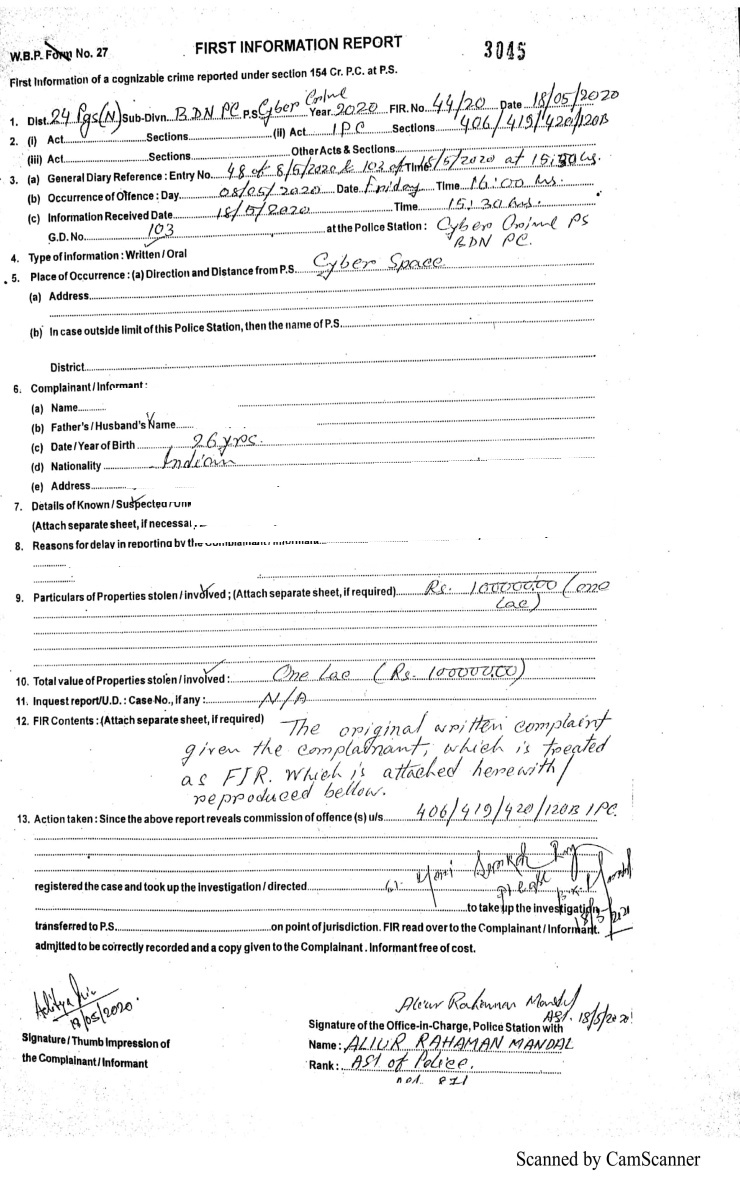 W.B.P. Form No. 27
FIRST INFORMATION REPORT
3045
First Information of a cognizable crime reported under section 154 Cr. P.C. at P.S.
1. Dist. 24 Pgs(N) Sub-Divn. BDN PC P.S. Cyber Crime Year 2020 FIR. No. 44/20 Date 18/05/2020
2. (i) Act Sections (ii) Act IPC Sections 406/419/420/120B
(iii) Act Sections Other Acts & Sections
3. (a) General Diary Reference : Entry No. 48 of 8/5/2020 & 103 of Time 18/5/2020 at 15:30 hrs.
(b) Occurrence of Offence : Day 08/05/2020 Date Friday Time 16:00 hrs.
(c) Information Received Date 18/5/2020 Time 15:30 hrs.
G.D. No. 103 at the Police Station : Cyber Crime PS
BDN PC.
4. Type of information : Written / Oral
5. Place of Occurrence : (a) Direction and Distance from P.S. Cyber Space
(a) Address
(b) In case outside limit of this Police Station, then the name of P.S.
District
6. Complainant / Informant :
(a) Name
(b) Father's / Husband's Name
(c) Date / Year of Birth 26 yrs.
(d) Nationality Indian
(e) Address
7. Details of Known / Suspected
(Attach separate sheet, if necessa
8. Reasons for delay in reporting by the Complainant / Informant
9. Particulars of Properties stolen / involved ; (Attach separate sheet, if required) Rs. 1000000 (one
lac)
10. Total value of Properties stolen / involved : One lac (Rs. 1000000)
11. Inquest report/U.D. : Case No., if any : N/A
12. FIR Contents : (Attach separate sheet, if required) The original written complaint
given the complainant, which is treated
as FIR. Which is attached herewith/
reproduced bellow.
13. Action taken : Since the above report reveals commission of offence (s) u/s 406/419/420/120B IPC.
registered the case and took up the investigation / directed
to take up the investigation
18/5/2020
transferred to P.S. on point of jurisdiction. FIR read over to the Complainant / Informant.
admjtted to be correctly recorded and a copy given to the Complainant . Informant free of cost.
18/05/2020.
Aliur Rahaman Mandal
ASI. 18/5/2020
Signature / Thumb Impression of
the Complainant / Informant
Signature of the Office-in-Charge, Police Station with
Name : ALIUR RAHAMAN MANDAL
Rank : ASI of Police.
Scanned by CamScanner